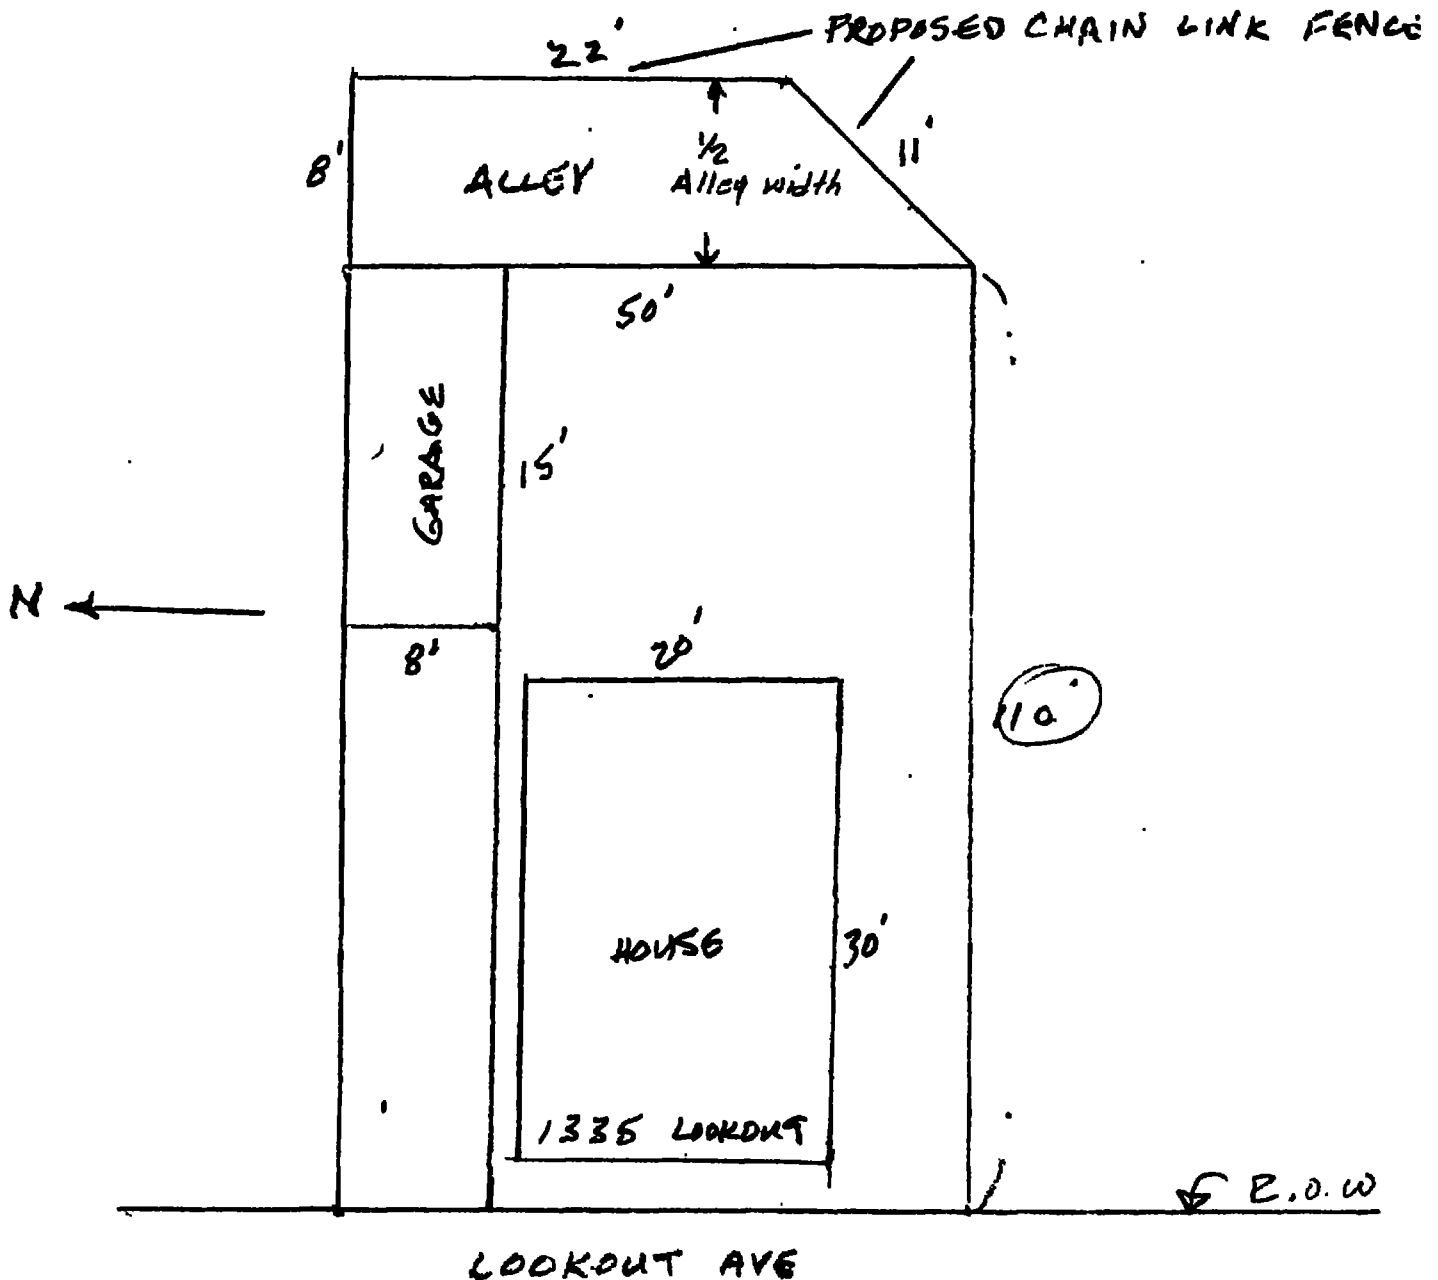 PROPOSED CHAIN LINK FENCE
22'
8'
ALLEY
1/2
Alley width
11'
50'
GARAGE
15'
N
8'
20'
110'
HOUSE
30'
1335 LOOKOUT
R.O.W
LOOKOUT AVE